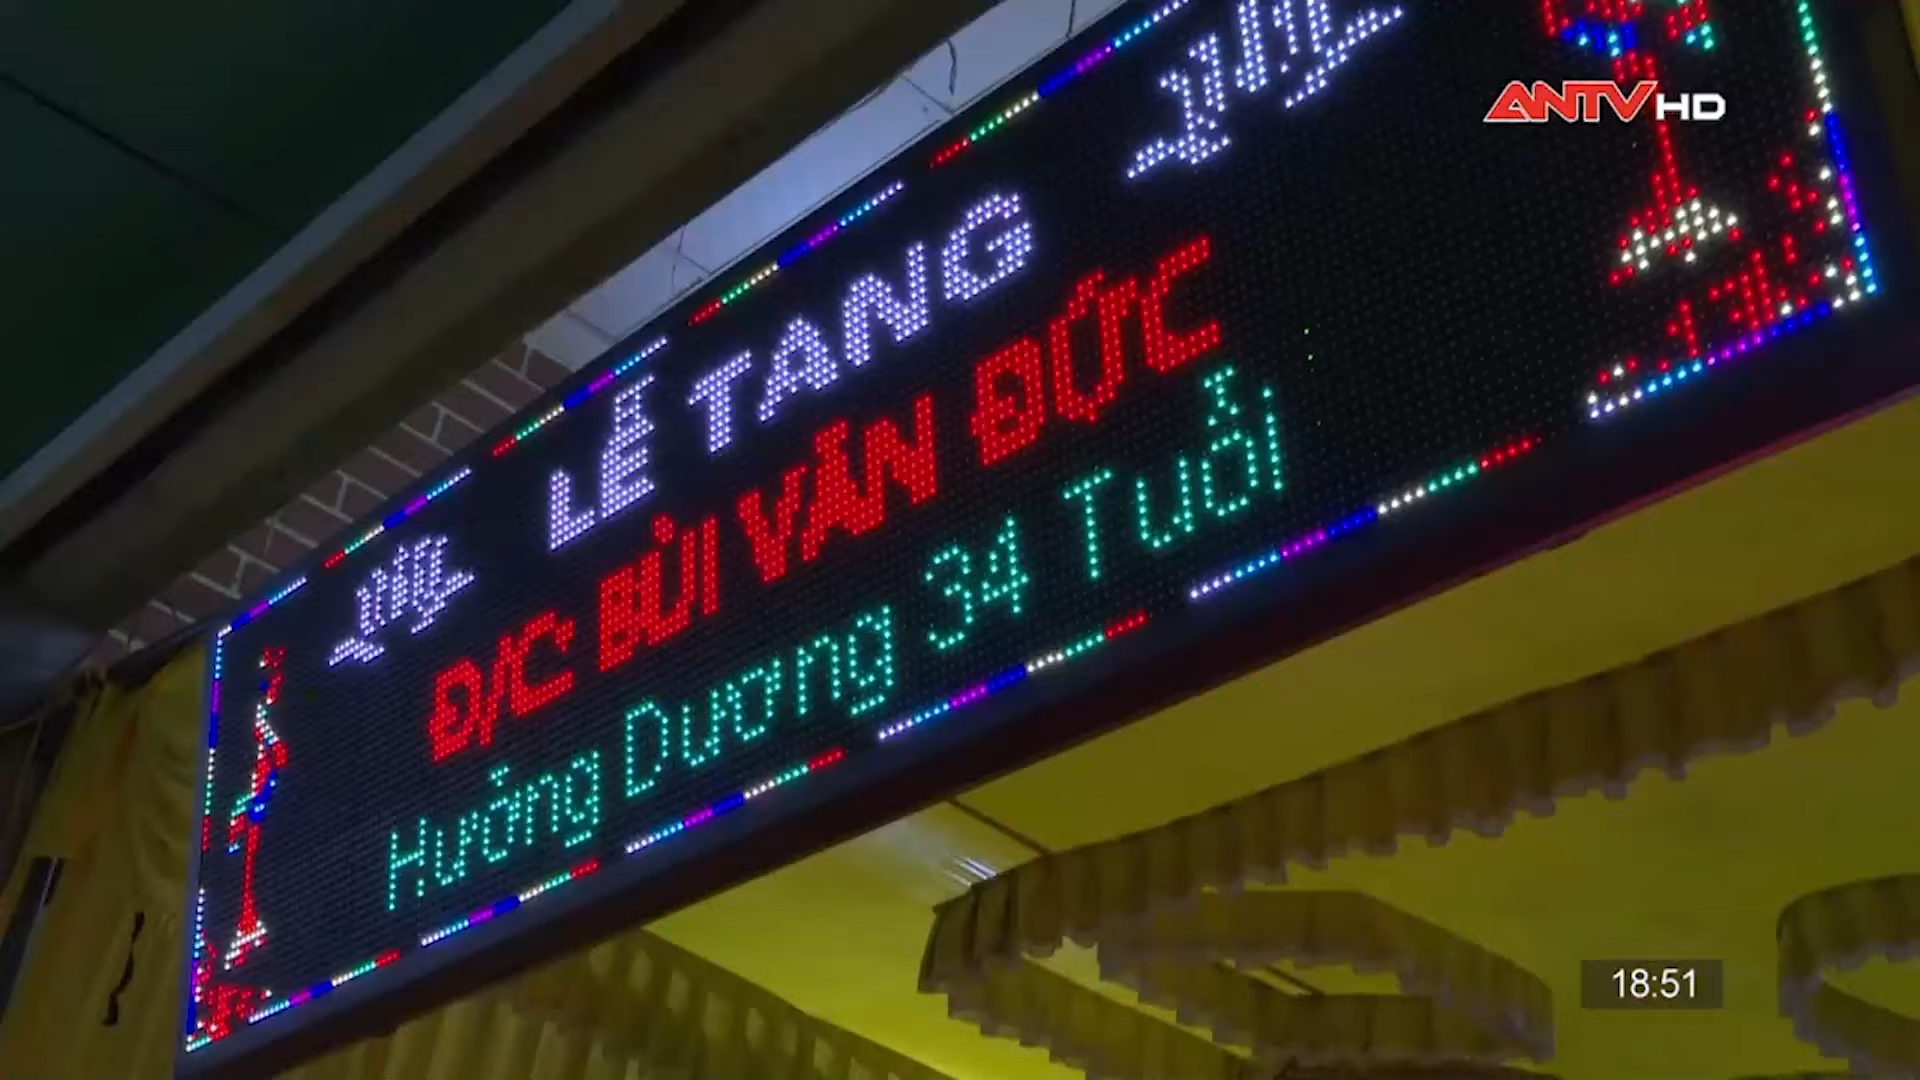 ANTV HD
LỄ TANG
Đ/C: BÙI VĂN ĐỨC
Hưởng Dương 34 Tuổi
18:51